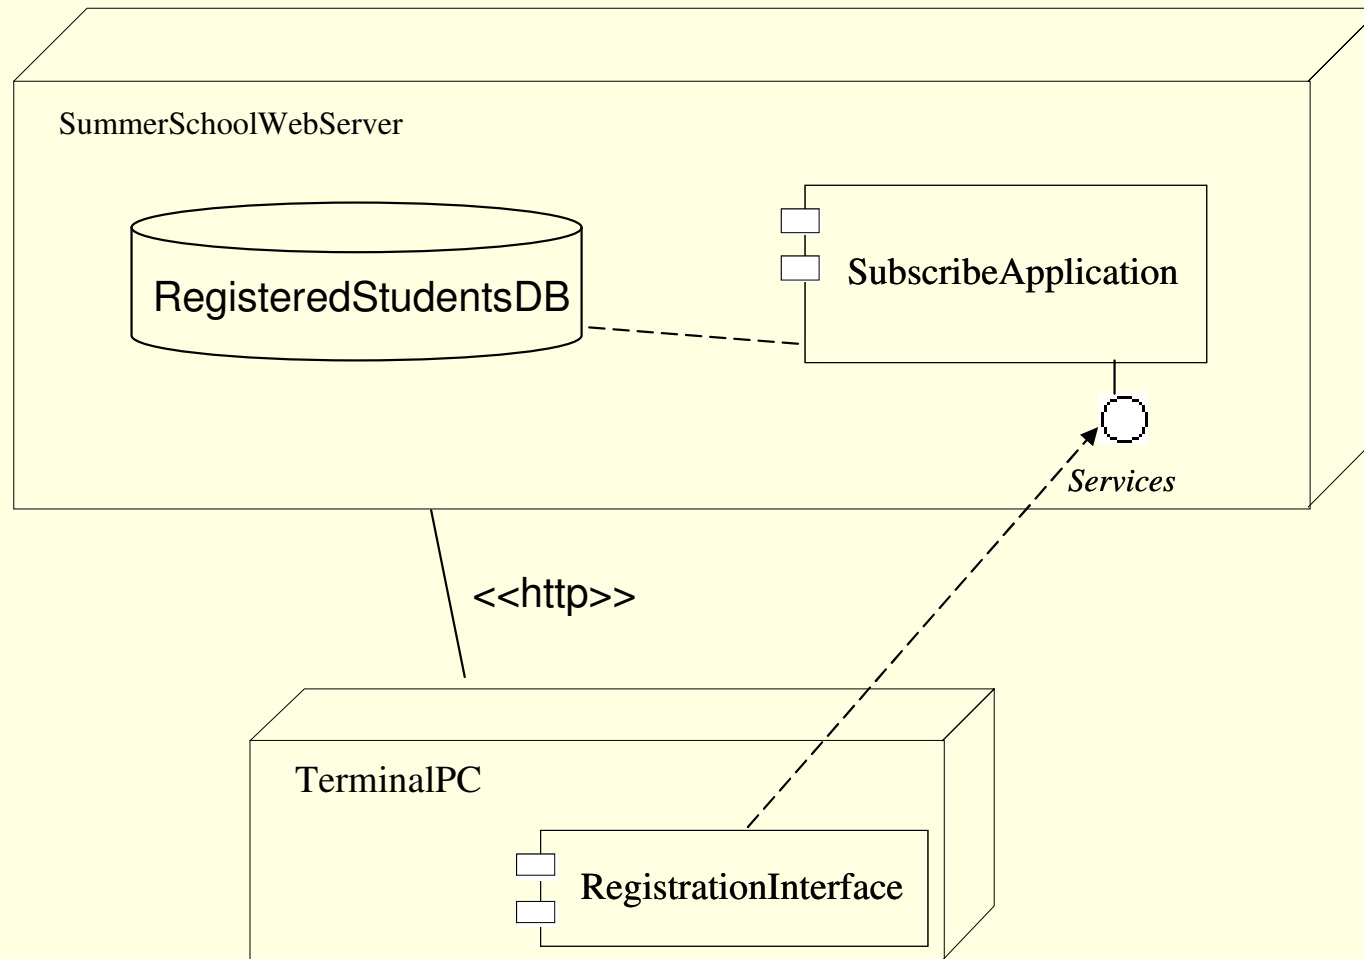 SummerSchoolWebServer
RegisteredStudentsDB
SubscribeApplication
Services
<<http>>
TerminalPC
RegistrationInterface